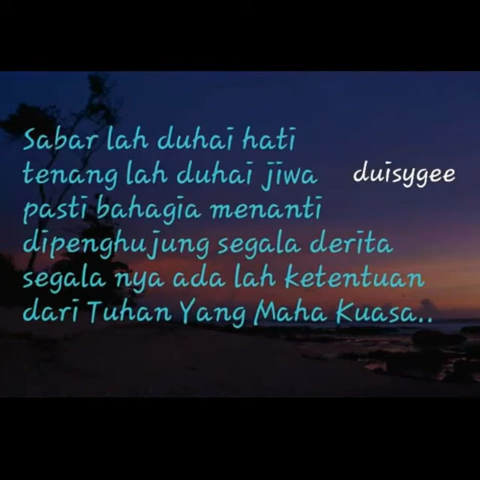 Sabar lah duhai hati
tenang lah duhai jiwa
duisygee
pasti bahagia menanti
dipenghujung segala derita
segala nya ada lah ketentuan
dari Tuhan Yang Maha Kuasa..